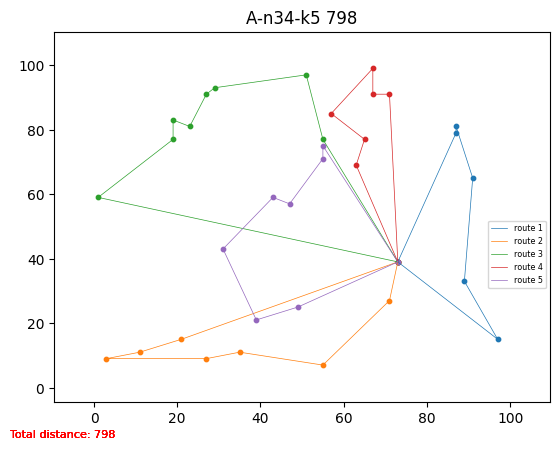 A-n34-k5 798
100
80
60
40
20
0
route 1
route 2
route 3
route 4
route 5
0 20 40 60 80 100
Total distance: 798